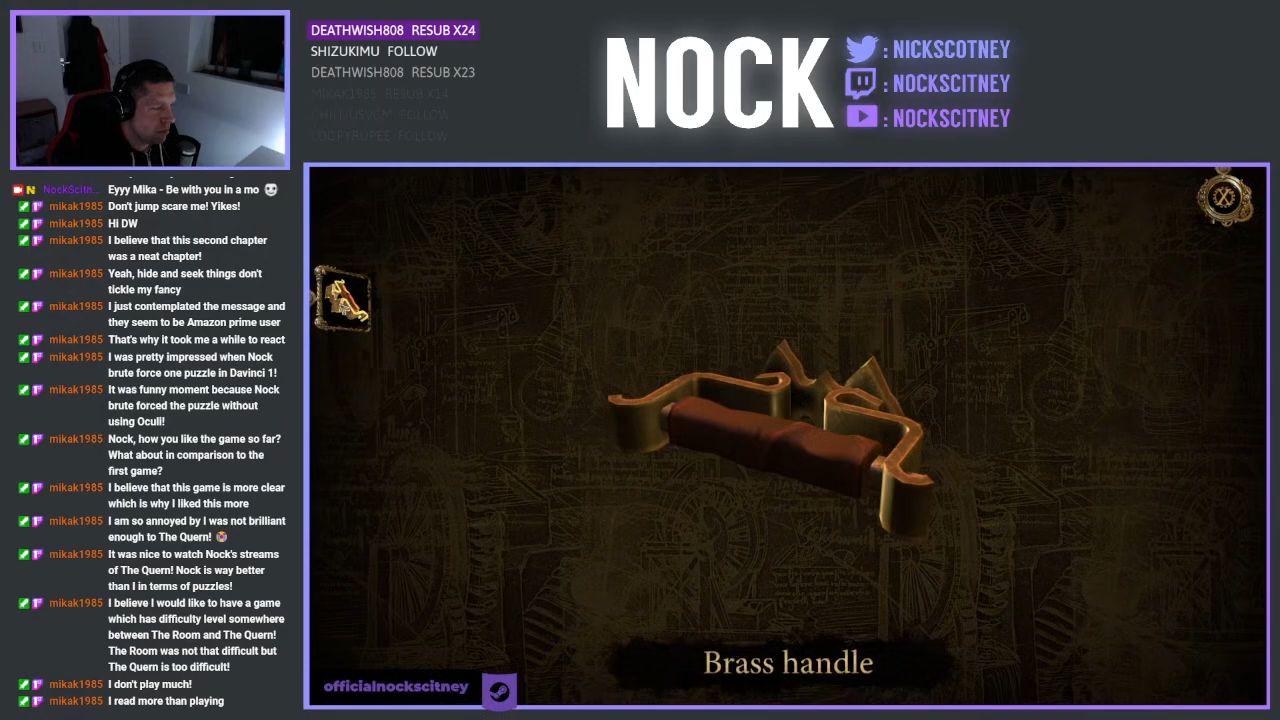 DEATHWISH808 RESUB X24
SHIZUKIMU FOLLOW
DEATHWISH808 RESUB X23
MIKAK1985 RESUB X14
FOLLOW
LOOPYRUPEE FOLLOW
NOCK
: NICKSCOTNEY
: NOCKSCITNEY
: NOCKSCITNEY
NockScitn... Eyyy Mika - Be with you in a mo
mikak1985 Don't jump scare me! Yikes!
mikak1985 Hi DW
mikak1985 I believe that this second chapter
was a neat chapter!
mikak1985 Yeah, hide and seek things don't
tickle my fancy
mikak1985 I just contemplated the message and
they seem to be Amazon prime user
mikak1985 That's why it took me a while to react
mikak1985 I was pretty impressed when Nock
brute force one puzzle in Davinci 1!
mikak1985 It was funny moment because Nock
brute forced the puzzle without
using Oculi!
mikak1985 Nock, how you like the game so far?
What about in comparison to the
first game?
mikak1985 I believe that this game is more clear
which is why I liked this more
mikak1985 I am so annoyed by I was not brilliant
enough to The Quern!
mikak1985 It was nice to watch Nock's streams
of The Quern! Nock is way better
than I in terms of puzzles!
mikak1985 I believe I would like to have a game
which has difficulty level somewhere
between The Room and The Quern!
The Room was not that difficult but
The Quern is too difficult!
mikak1985 I don't play much!
mikak1985 I read more than playing
Brass handle
officialnockscitney